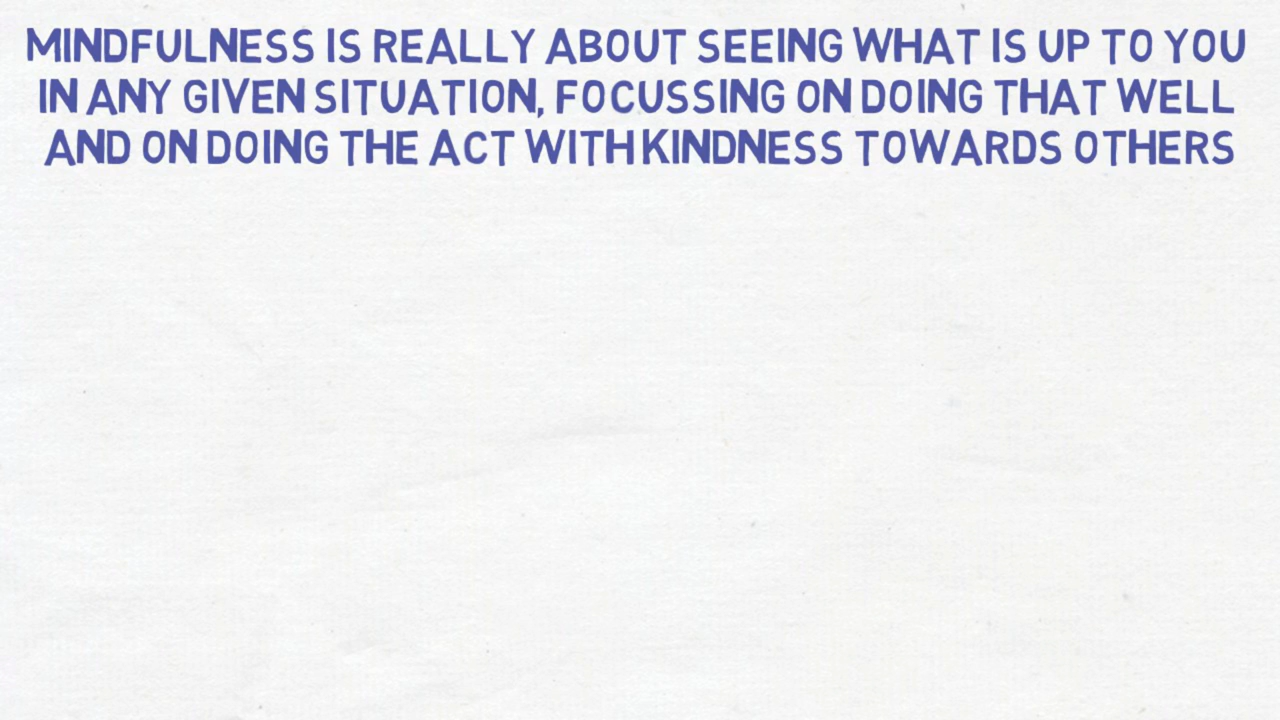 MINDFULNESS IS REALLY ABOUT SEEING WHAT IS UP TO YOU
IN ANY GIVEN SITUATION, FOCUSSING ON DOING THAT WELL
AND ON DOING THE ACT WITH KINDNESS TOWARDS OTHERS